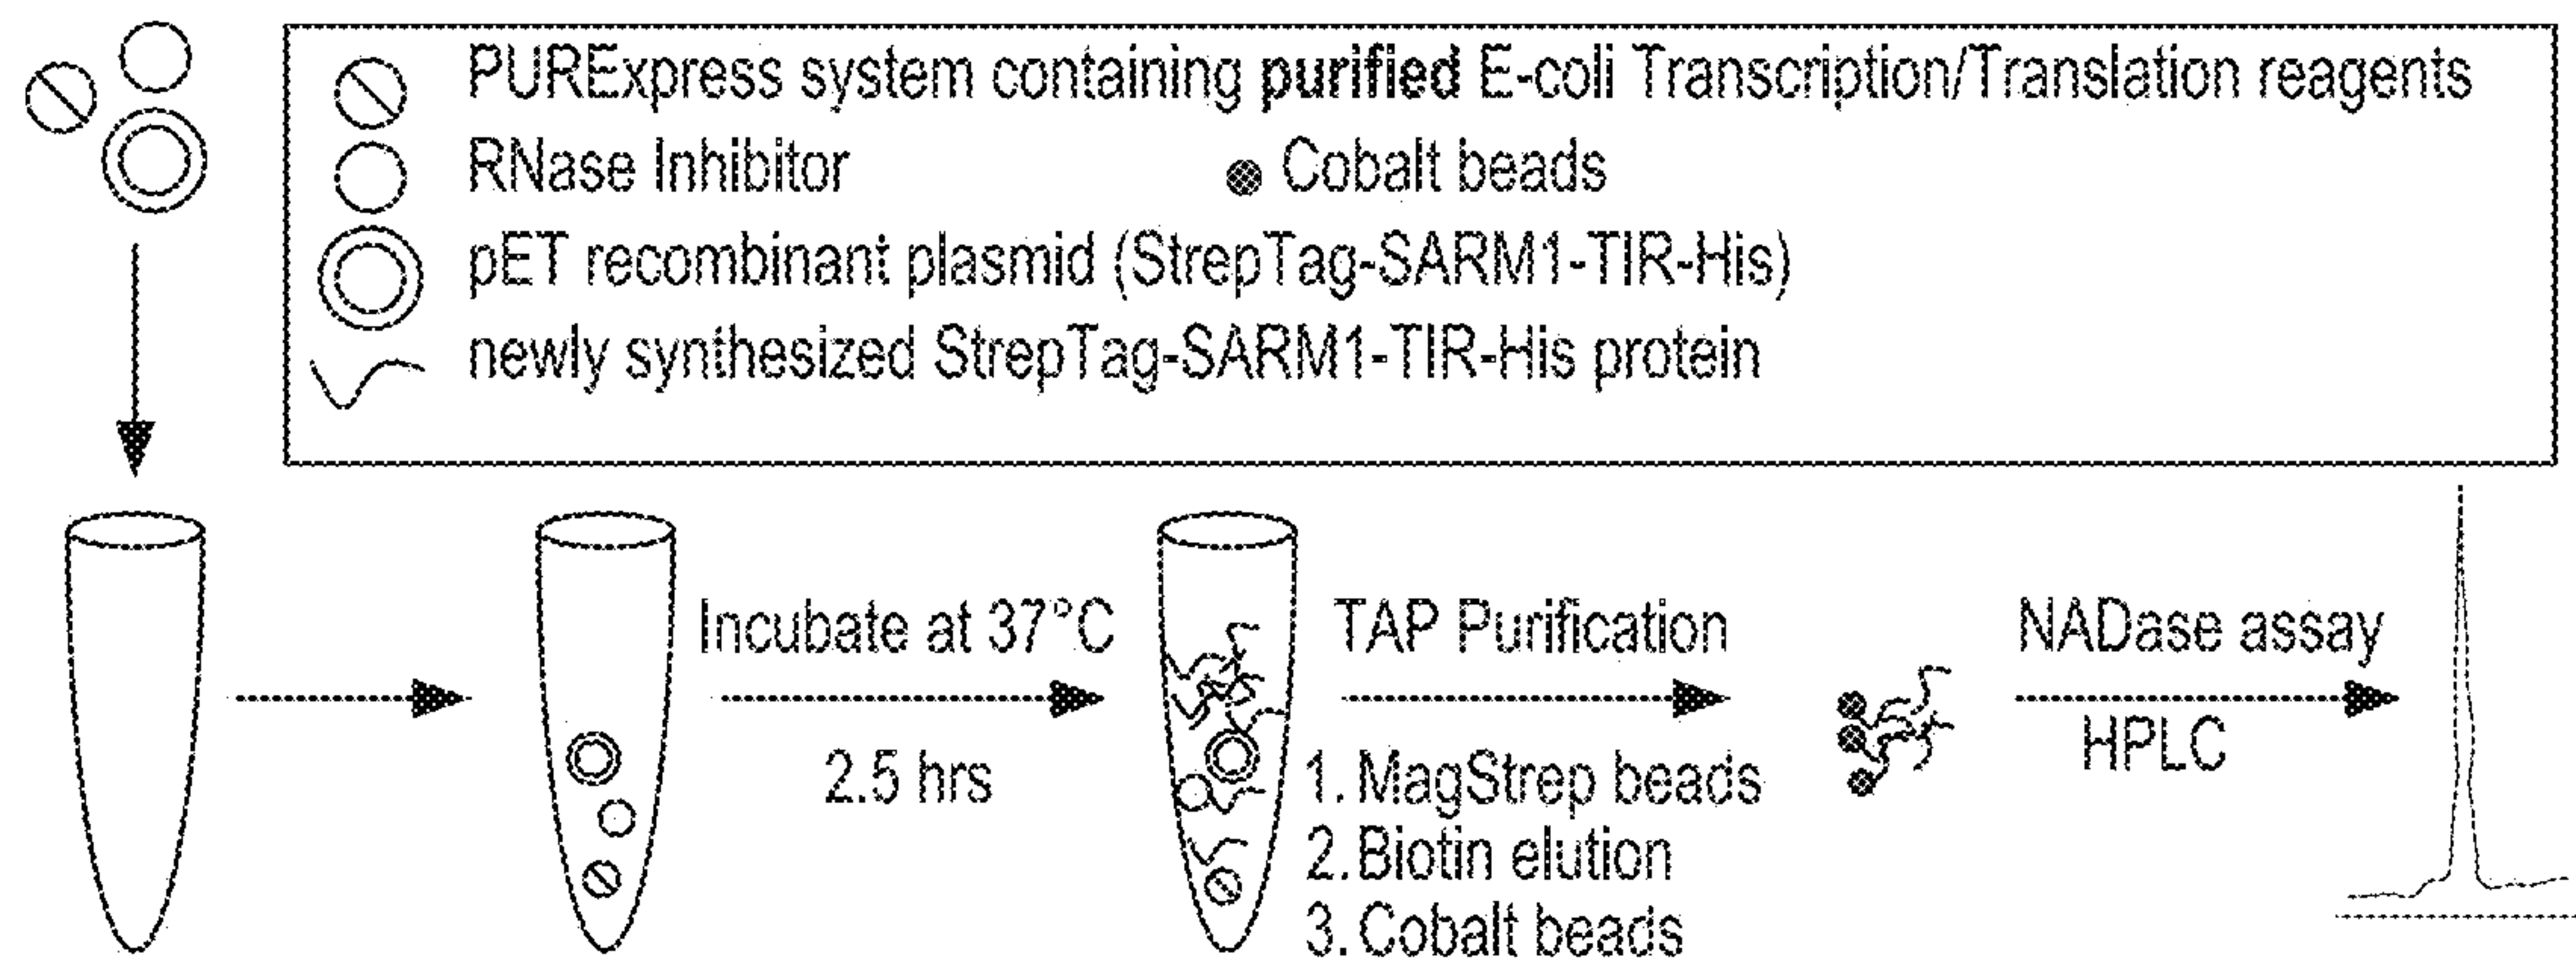 PURExpress system containing purified E-coli Transcription/Translation reagents
RNase Inhibitor
Cobalt beads
pET recombinant plasmid (StrepTag-SARM1-TIR-His)
newly synthesized StrepTag-SARM1-TIR-His protein
Incubate at 37°C
2.5 hrs
TAP Purification
1. MagStrep beads
2. Biotin elution
3. Cobalt beads
NADase assay
HPLC